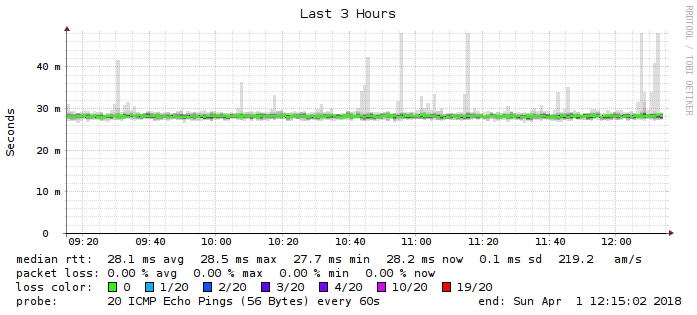 Last 3 Hours
RRDTOOL / TOBI OETIKER
Seconds
40 m
30 m
20 m
10 m
0
09:20 09:40 10:00 10:20 10:40 11:00 11:20 11:40 12:00
median rtt: 28.1 ms avg 28.5 ms max 27.7 ms min 28.2 ms now 0.1 ms sd 219.2 am/s
packet loss: 0.00 % avg 0.00 % max 0.00 % min 0.00 % now
loss color: 0 1/20 2/20 3/20 4/20 10/20 19/20
probe: 20 ICMP Echo Pings (56 Bytes) every 60s end: Sun Apr 1 12:15:02 2018